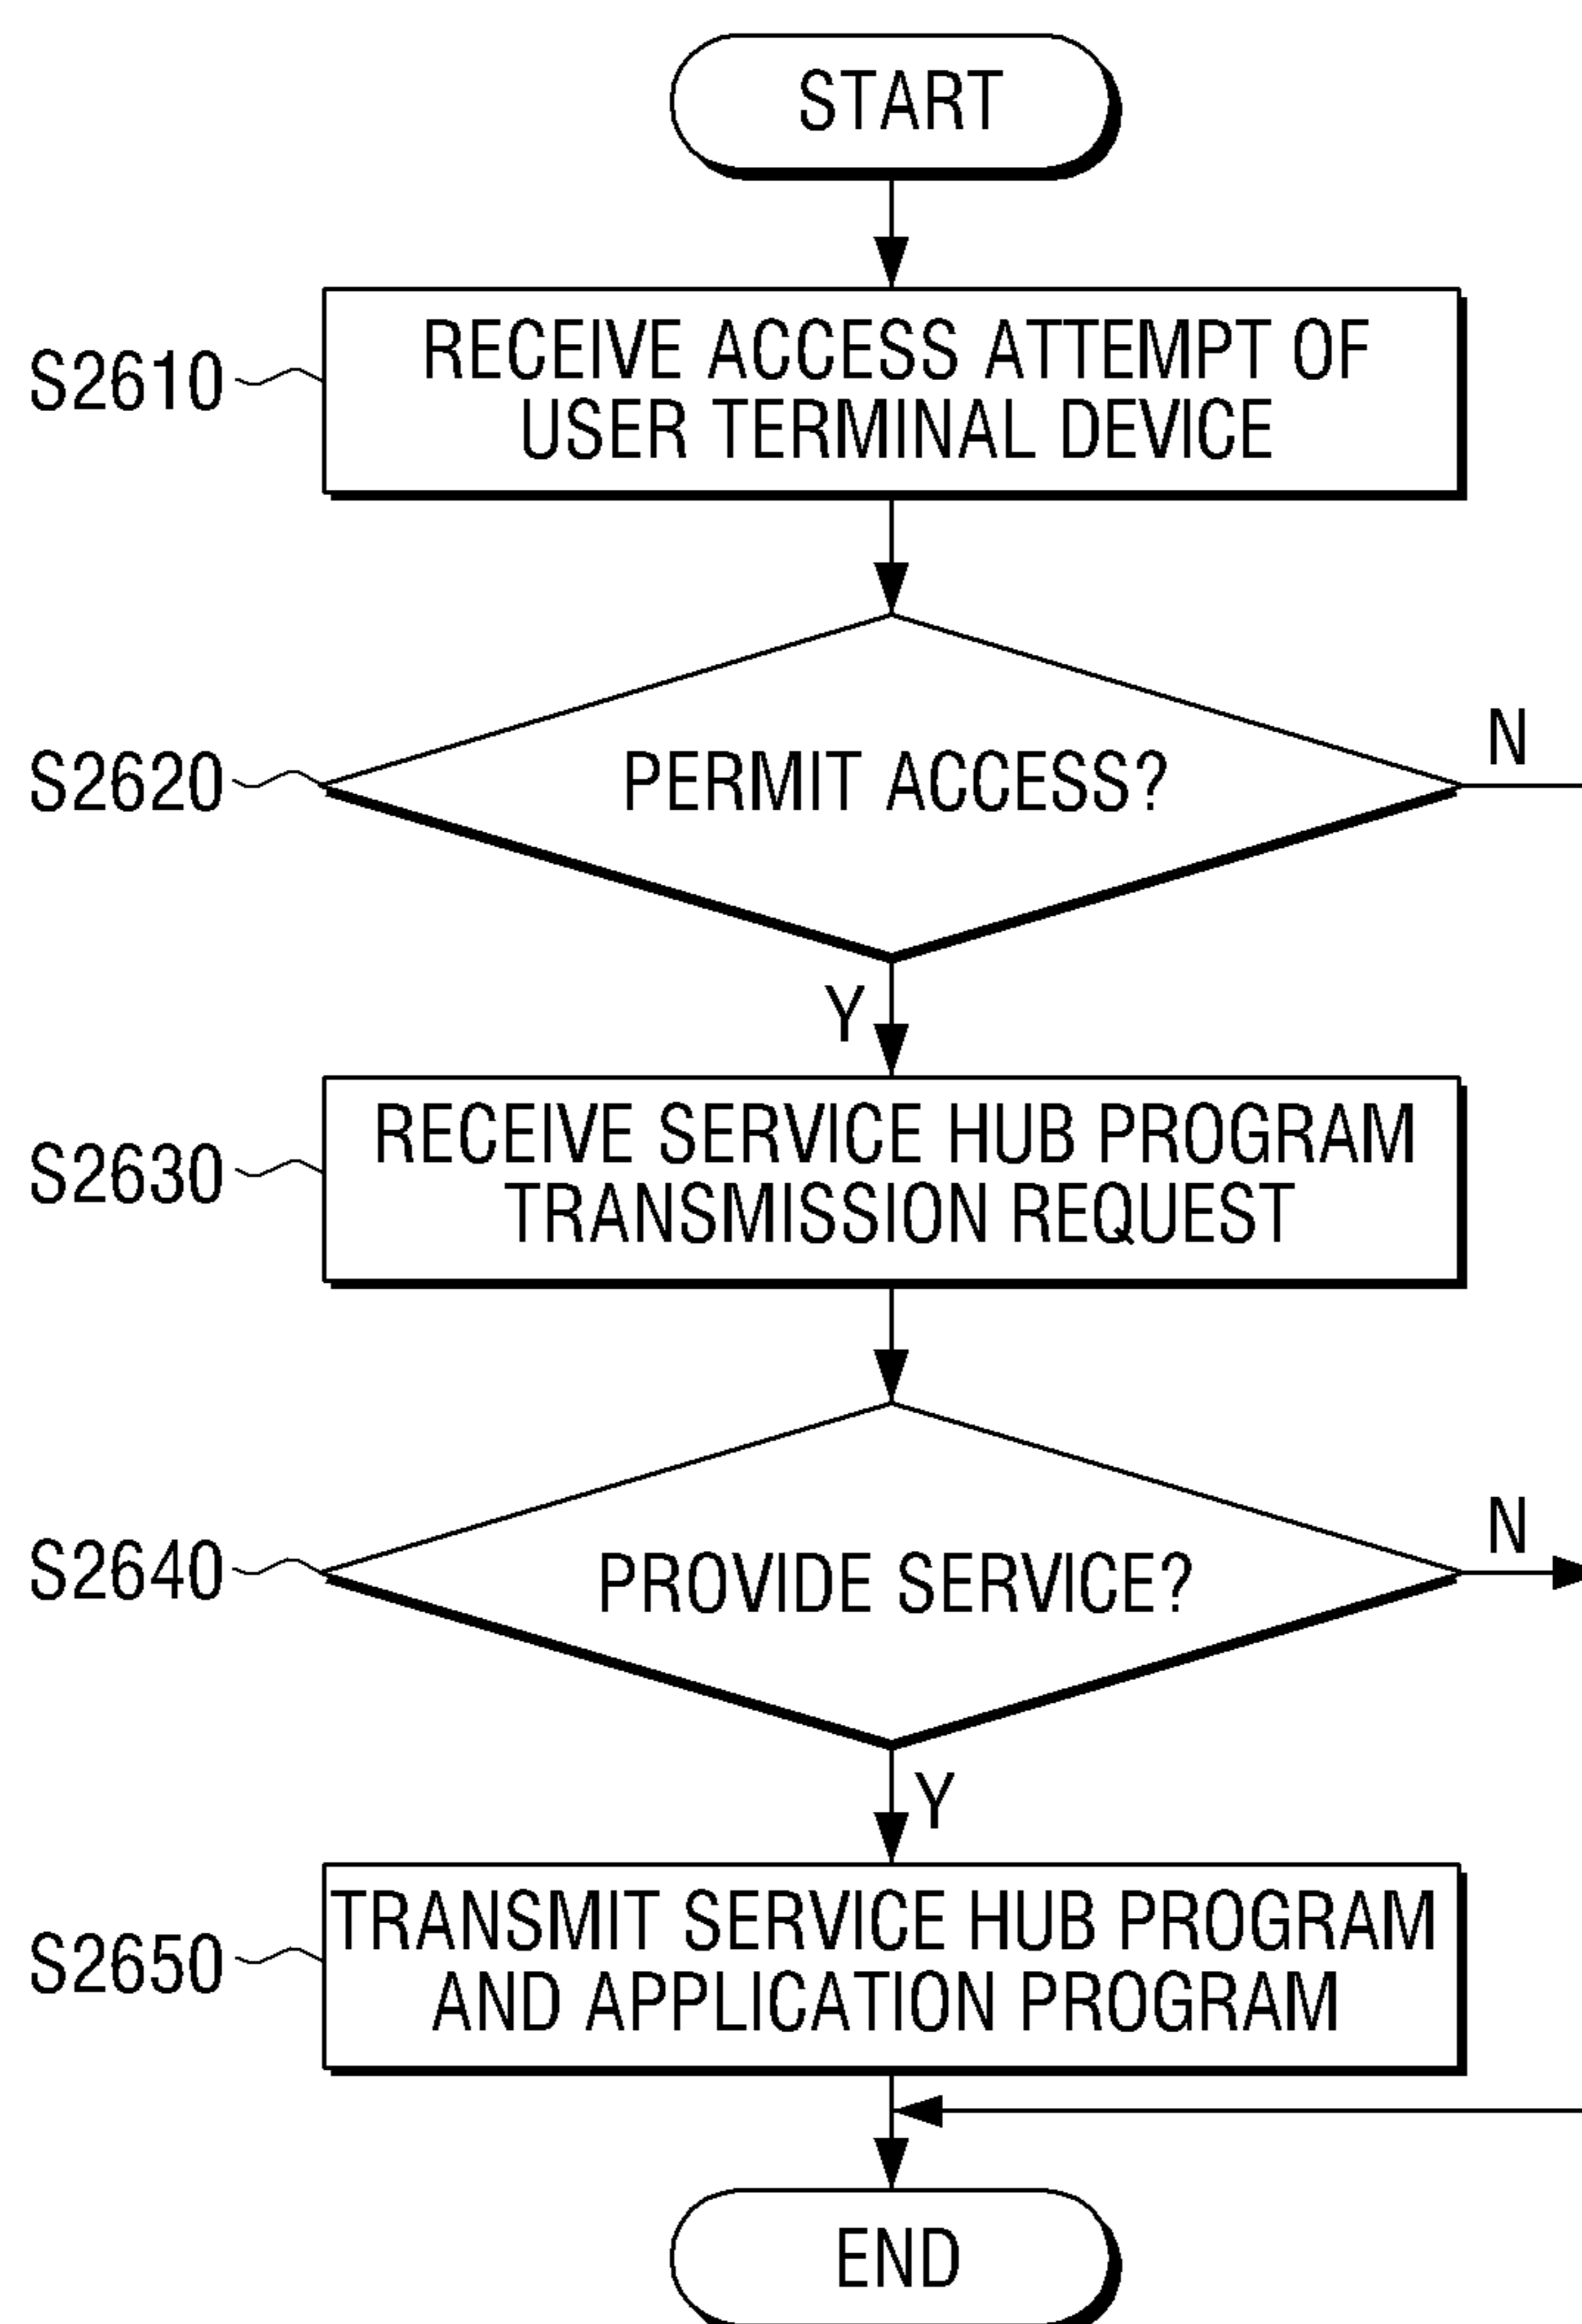 START
S2610
RECEIVE ACCESS ATTEMPT OF
USER TERMINAL DEVICE
S2620
PERMIT ACCESS?
N
Y
S2630
RECEIVE SERVICE HUB PROGRAM
TRANSMISSION REQUEST
S2640
PROVIDE SERVICE?
N
Y
S2650
TRANSMIT SERVICE HUB PROGRAM
AND APPLICATION PROGRAM
END